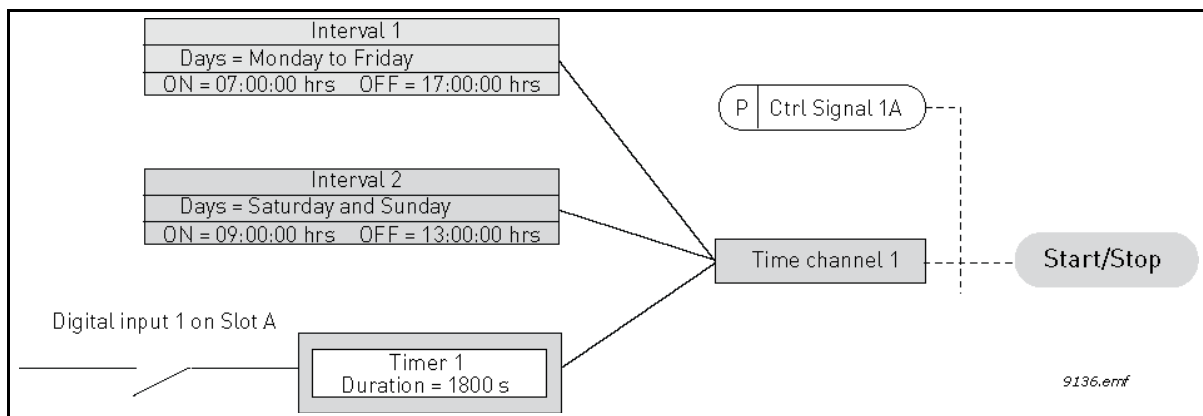 Interval 1
Days = Monday to Friday
ON = 07:00:00 hrs OFF = 17:00:00 hrs
P Ctrl Signal 1A
Interval 2
Days = Saturday and Sunday
ON = 09:00:00 hrs OFF = 13:00:00 hrs
Time channel 1
Start/Stop
Digital input 1 on Slot A
Timer 1
Duration = 1800 s
9136.emf